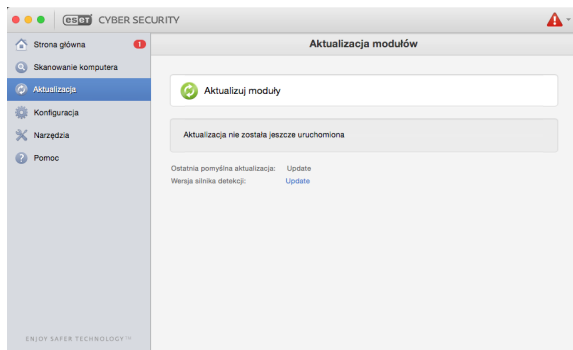 eset CYBER SECURITY
Strona główna 1
Skanowanie komputera
Aktualizacja
Konfiguracja
Narzędzia
Pomoc
ENJOY SAFER TECHNOLOGY™
Aktualizacja modułów
Aktualizuj moduły
Aktualizacja nie została jeszcze uruchomiona
Ostatnia pomyślna aktualizacja: Update
Wersja silnika detekcji: Update